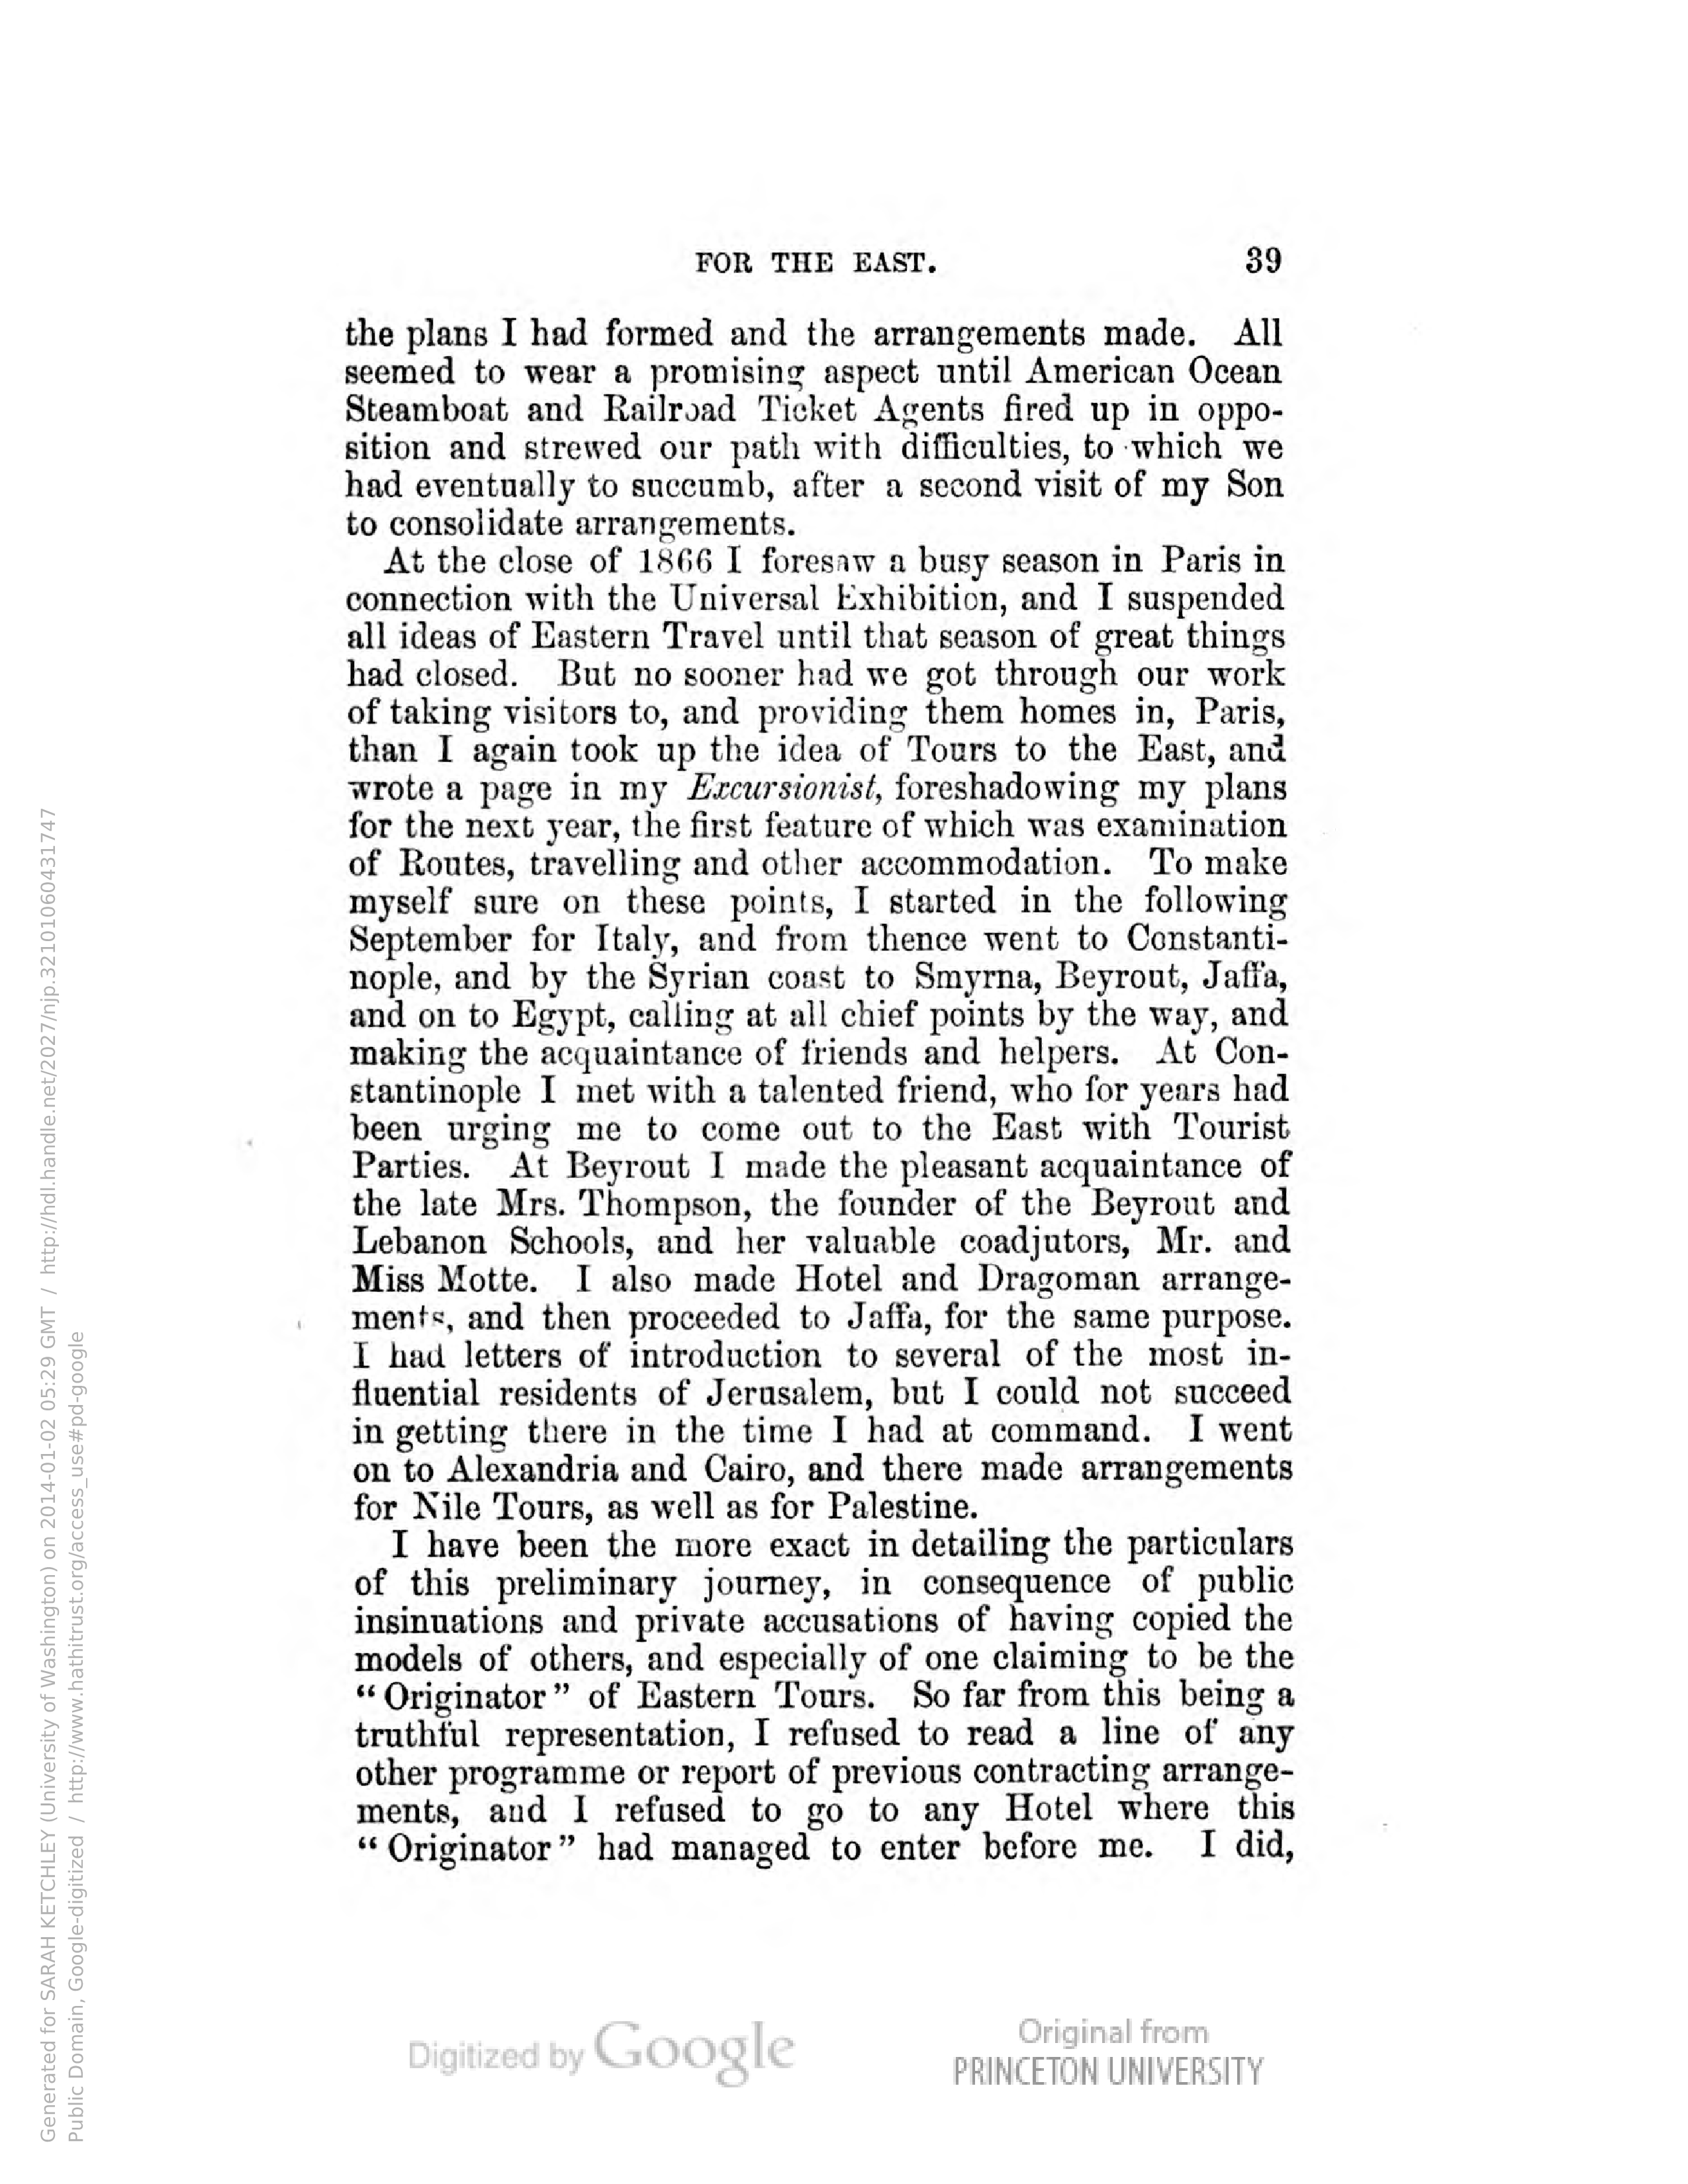 FOR THE EAST. 39
the plans I had formed and the arrangements made. All
seemed to wear a promising aspect until American Ocean
Steamboat and Railroad Ticket Agents fired up in oppo-
sition and strewed our path with difficulties, to which we
had eventually to succumb, after a second visit of my Son
to consolidate arrangements.
At the close of 1866 I foresaw a busy season in Paris in
connection with the Universal Exhibition, and I suspended
all ideas of Eastern Travel until that season of great things
had closed. But no sooner had we got through our work
of taking visitors to, and providing them homes in, Paris,
than I again took up the idea of Tours to the East, and
wrote a page in my Excursionist, foreshadowing my plans
for the next year, the first feature of which was examination
of Routes, travelling and other accommodation. To make
myself sure on these points, I started in the following
September for Italy, and from thence went to Constanti-
nople, and by the Syrian coast to Smyrna, Beyrout, Jaffa,
and on to Egypt, calling at all chief points by the way, and
making the acquaintance of friends and helpers. At Con-
stantinople I met with a talented friend, who for years had
been urging me to come out to the East with Tourist
Parties. At Beyrout I made the pleasant acquaintance of
the late Mrs. Thompson, the founder of the Beyrout and
Lebanon Schools, and her valuable coadjutors, Mr. and
Miss Motte. I also made Hotel and Dragoman arrange-
ments, and then proceeded to Jaffa, for the same purpose.
I had letters of introduction to several of the most in-
fluential residents of Jerusalem, but I could not succeed
in getting there in the time I had at command. I went
on to Alexandria and Cairo, and there made arrangements
for Nile Tours, as well as for Palestine.
I have been the more exact in detailing the particulars
of this preliminary journey, in consequence of public
insinuations and private accusations of having copied the
models of others, and especially of one claiming to be the
“Originator” of Eastern Tours. So far from this being a
truthful representation, I refused to read a line of any
other programme or report of previous contracting arrange-
ments, and I refused to go to any Hotel where this
“Originator” had managed to enter before me. I did,
Generated for SARAH KETCHLEY (University of Washington) on 2014-01-02 05:29 GMT / http://hdl.handle.net/2027/njp.32101060431747
Public Domain, Google-digitized / http://www.hathitrust.org/access_use#pd-google
Digitized by Google
Original from
PRINCETON UNIVERSITY